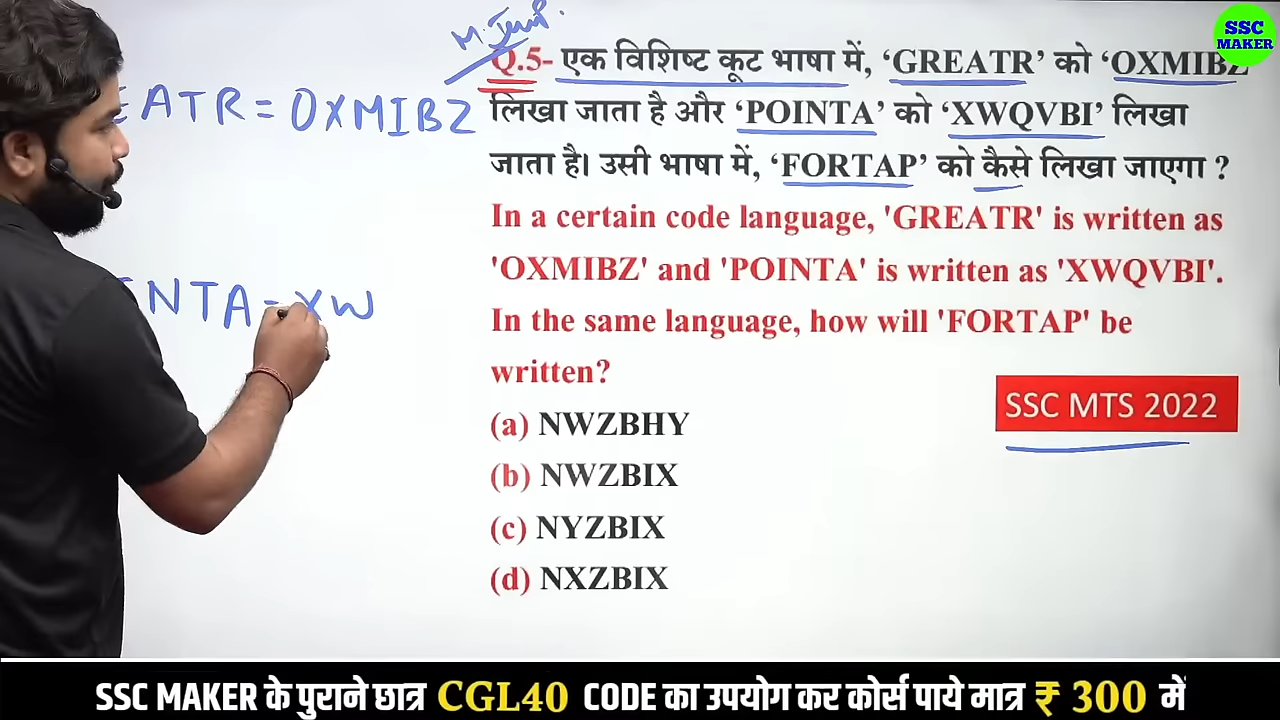 SSC
MAKER
M. Imp.
Q.5- एक विशिष्ट कूट भाषा में, ‘GREATR’ को ‘OXMIBZ’
लिखा जाता है और ‘POINTA’ को ‘XWQVBI’ लिखा
जाता है। उसी भाषा में, ‘FORTAP’ को कैसे लिखा जाएगा ?
In a certain code language, 'GREATR' is written as
'OXMIBZ' and 'POINTA' is written as 'XWQVBI'.
In the same language, how will 'FORTAP' be
written?
(a) NWZBHY
(b) NWZBIX
(c) NYZBIX
(d) NXZBIX
SSC MTS 2022
EATR = OXMIBZ
INTA = XW
SSC MAKER के पुराने छात्र CGL40 CODE का उपयोग कर कोर्स पाये मात्र ₹ 300 में